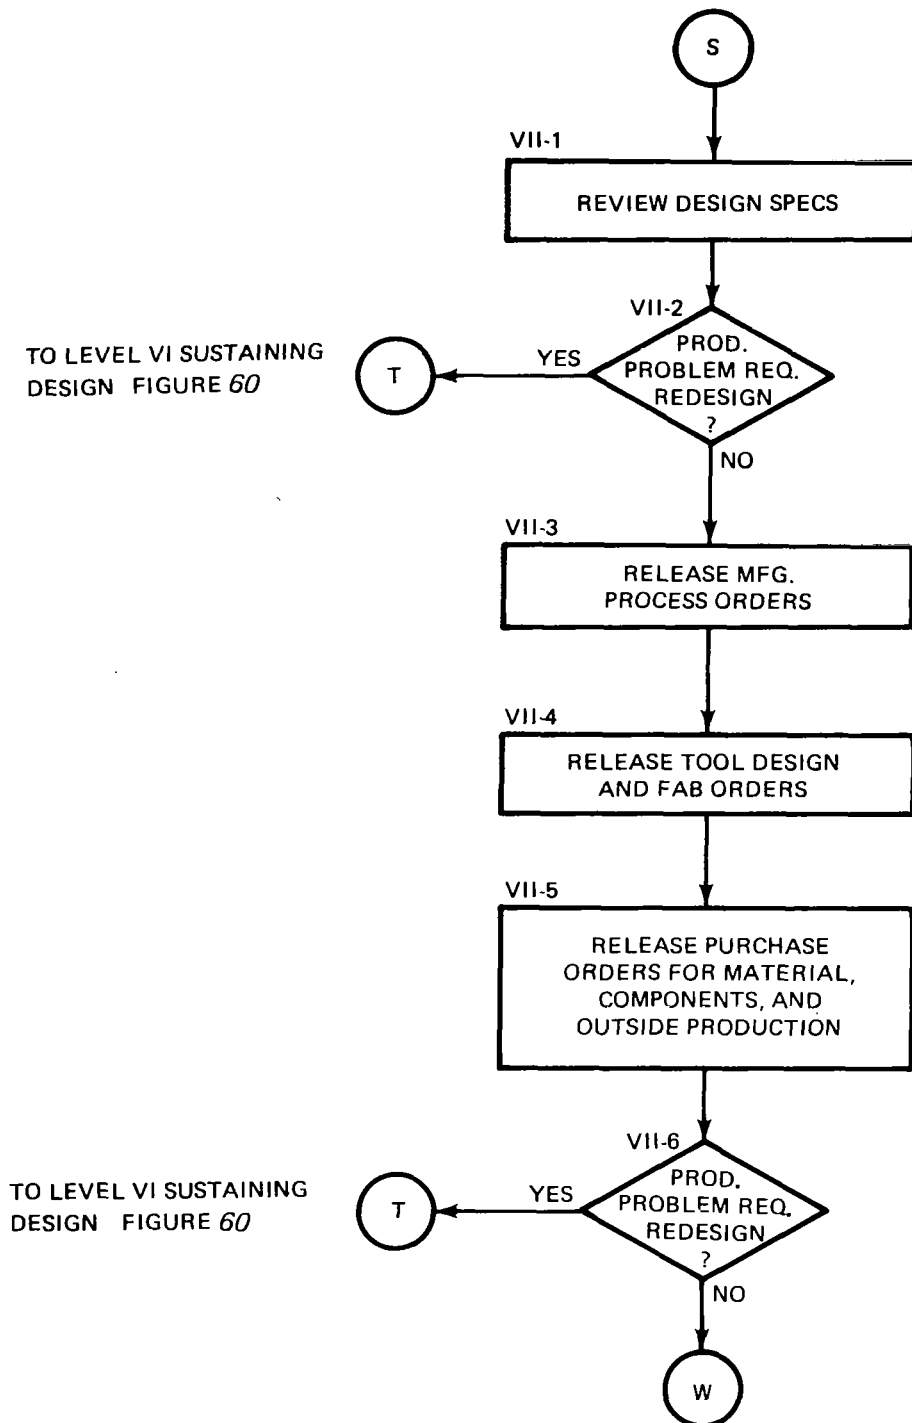 S
VII-1
REVIEW DESIGN SPECS
VII-2
TO LEVEL VI SUSTAINING
DESIGN FIGURE 60
T
YES
PROD.
PROBLEM REQ.
REDESIGN
?
NO
VII-3
RELEASE MFG.
PROCESS ORDERS
VII-4
RELEASE TOOL DESIGN
AND FAB ORDERS
VII-5
RELEASE PURCHASE
ORDERS FOR MATERIAL,
COMPONENTS, AND
OUTSIDE PRODUCTION
VII-6
TO LEVEL VI SUSTAINING
DESIGN FIGURE 60
T
YES
PROD.
PROBLEM REQ.
REDESIGN
?
NO
W